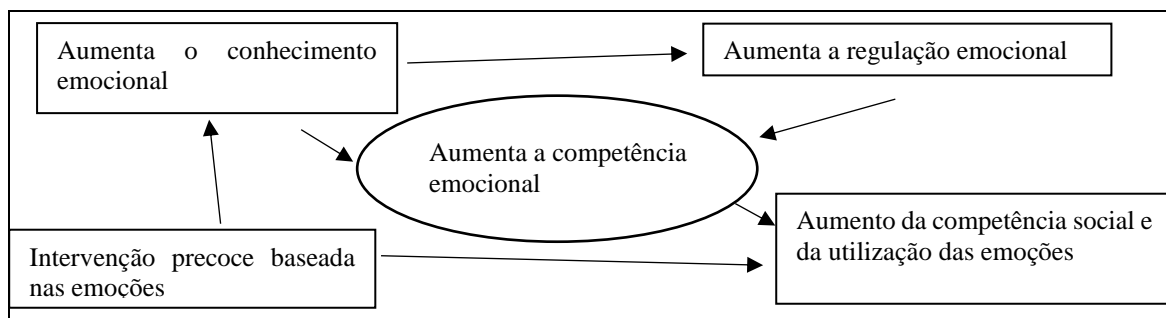 Aumenta o conhecimento
emocional
Aumenta a regulação emocional
Aumenta a competência
emocional
Aumento da competência social e
da utilização das emoções
Intervenção precoce baseada
nas emoções